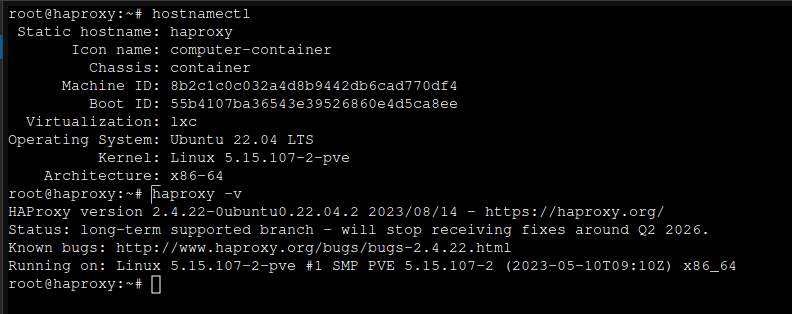 root@haproxy:~# hostnamectl
Static hostname: haproxy
Icon name: computer-container
Chassis: container
Machine ID: 8b2c1c0c032a4d8b9442db6cad770df4
Boot ID: 55b4107ba36543e39526860e4d5ca8ee
Virtualization: lxc
Operating System: Ubuntu 22.04 LTS
Kernel: Linux 5.15.107-2-pve
Architecture: x86-64
root@haproxy:~# haproxy -v
HAProxy version 2.4.22-0ubuntu0.22.04.2 2023/08/14 - https://haproxy.org/
Status: long-term supported branch - will stop receiving fixes around Q2 2026.
Known bugs: http://www.haproxy.org/bugs/bugs-2.4.22.html
Running on: Linux 5.15.107-2-pve #1 SMP PVE 5.15.107-2 (2023-05-10T09:10Z) x86_64
root@haproxy:~#